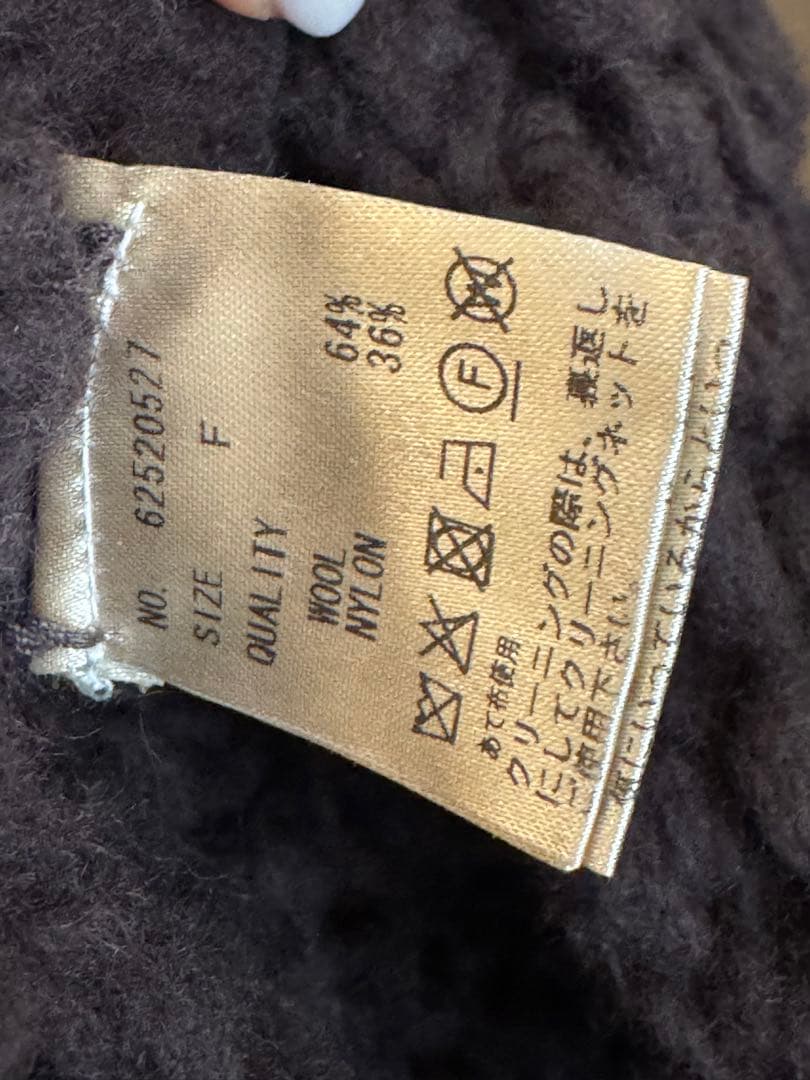 NO. 62520527
SIZE F
QUALITY
WOOL 64%
NYLON 36%
F
W
あて布使用
クリーニングの際は、裏返し
にしてクリーニングネットを
ご使用下さい。